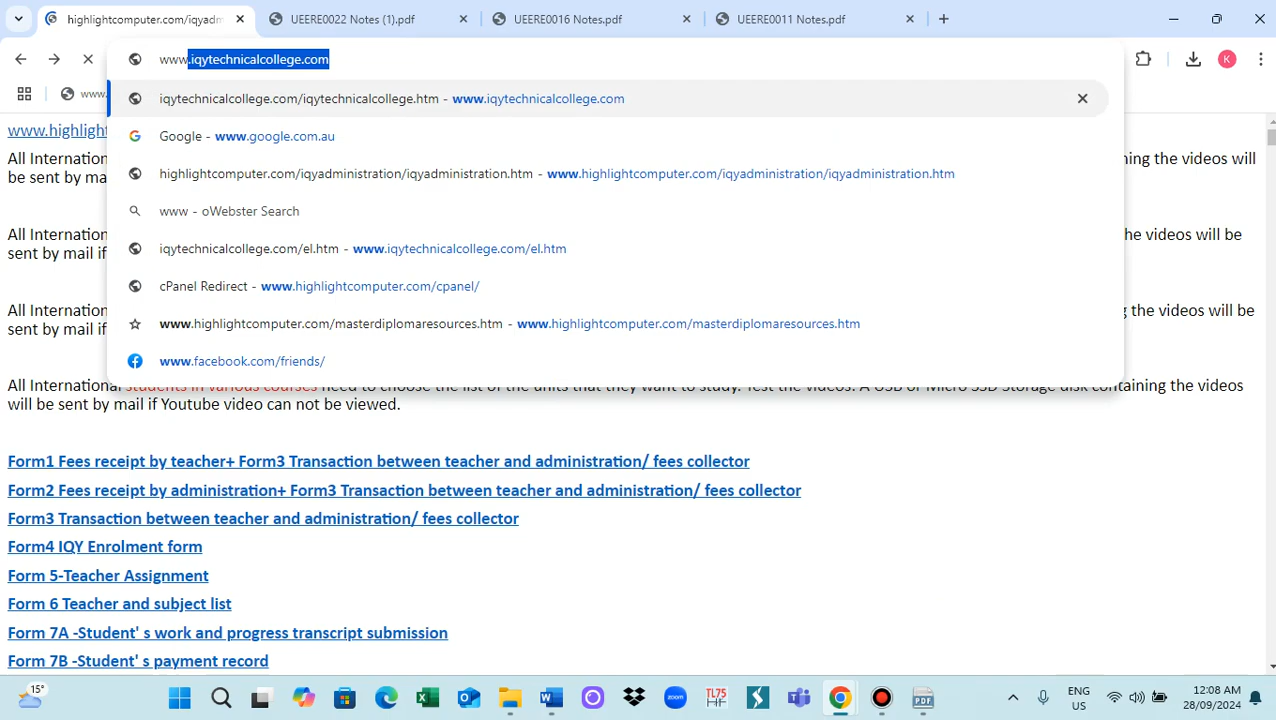 highlightcomputer.com/iqyadm
UEERE0022 Notes (1).pdf
UEERE0016 Notes.pdf
UEERE0011 Notes.pdf
www.iqytechnicalcollege.com
K
www.
iqytechnicalcollege.com/iqytechnicalcollege.htm - www.iqytechnicalcollege.com
Google - www.google.com.au
highlightcomputer.com/iqyadministration/iqyadministration.htm - www.highlightcomputer.com/iqyadministration/iqyadministration.htm
www - oWebster Search
iqytechnicalcollege.com/el.htm - www.iqytechnicalcollege.com/el.htm
cPanel Redirect - www.highlightcomputer.com/cpanel/
www.highlightcomputer.com/masterdiplomaresources.htm - www.highlightcomputer.com/masterdiplomaresources.htm
www.facebook.com/friends/
www.highlight
All Internation ning the videos will
be sent by ma
All Internation he videos will be
sent by mail if
All Internation g the videos will be
sent by mail if
All International students in various courses need to choose the list of the units that they want to study. Test the videos. A USB or Micro SSD Storage disk containing the videos
will be sent by mail if Youtube video can not be viewed.
Form1 Fees receipt by teacher+ Form3 Transaction between teacher and administration/ fees collector
Form2 Fees receipt by administration+ Form3 Transaction between teacher and administration/ fees collector
Form3 Transaction between teacher and administration/ fees collector
Form4 IQY Enrolment form
Form 5-Teacher Assignment
Form 6 Teacher and subject list
Form 7A -Student' s work and progress transcript submission
Form 7B -Student' s payment record
15°
zoom
TL75
HIF
PDF
ENG
US
12:08 AM
28/09/2024